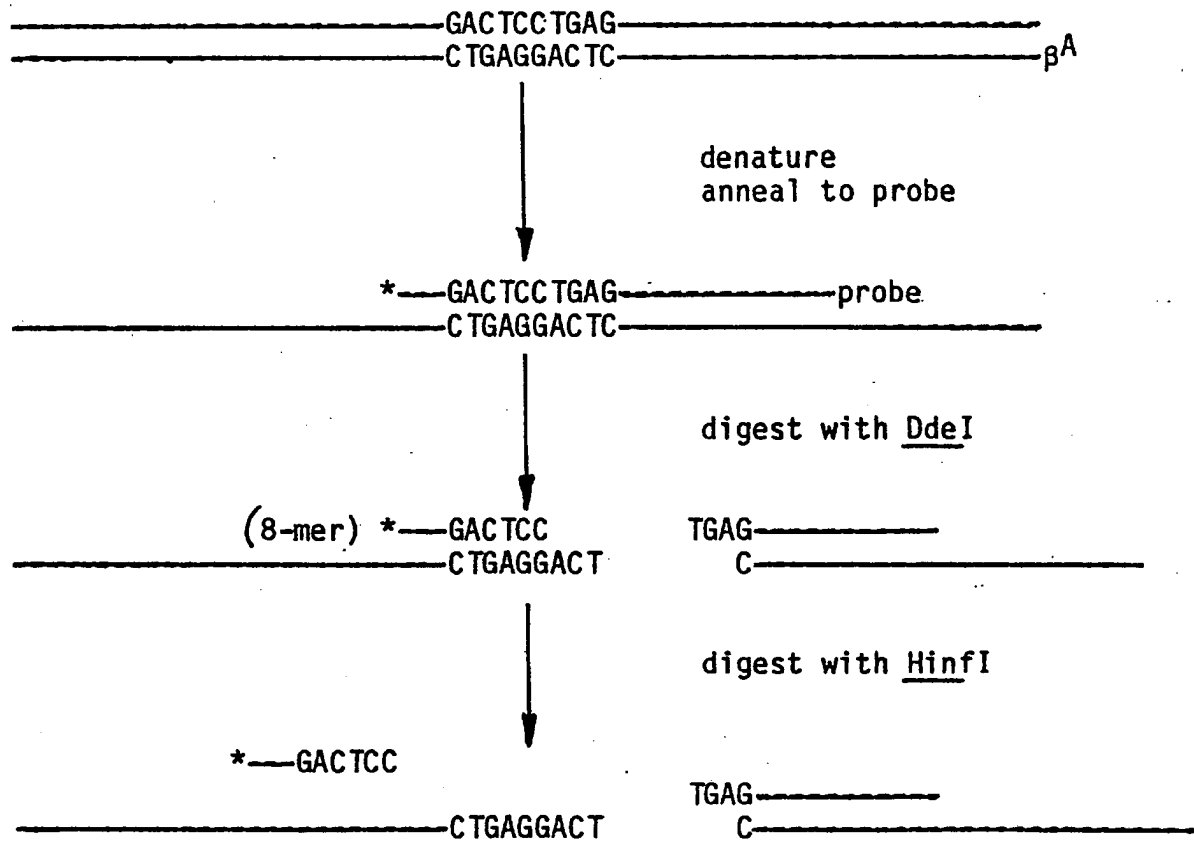 GACTCCTGAG
CTGAGGACTC βA
denature
anneal to probe
*GACTCCTGAG probe
CTGAGGACTC
digest with DdeI
(8-mer) *GACTCC TGAG
CTGAGGACT C
digest with HinfI
*GACTCC
TGAG
CTGAGGACT C